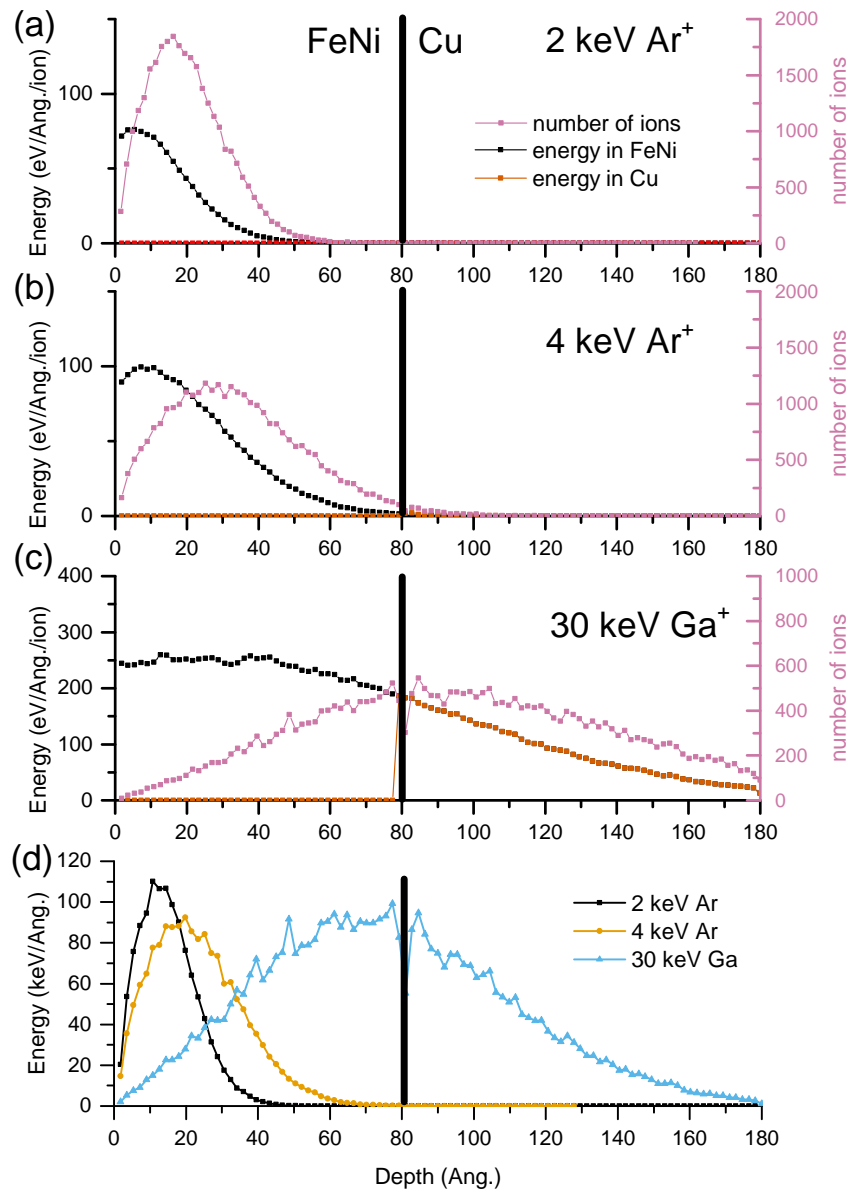 (a)
FeNi Cu 2 keV Ar+
number of ions
energy in FeNi
energy in Cu
Energy (eV/Ang./ion)
100
0
number of ions
2000
1500
1000
500
0
0 20 40 60 80 100 120 140 160 180
(b)
4 keV Ar+
Energy (eV/Ang./ion)
100
0
number of ions
2000
1500
1000
500
0
0 20 40 60 80 100 120 140 160 180
(c)
30 keV Ga+
Energy (eV/Ang./ion)
400
300
250
200
150
100
50
0
number of ions
1000
800
600
400
200
0
0 20 40 60 80 100 120 140 160 180
(d)
2 keV Ar
4 keV Ar
30 keV Ga
Energy (keV/Ang.)
120
100
80
60
40
20
0
0 20 40 60 80 100 120 140 160 180
Depth (Ang.)